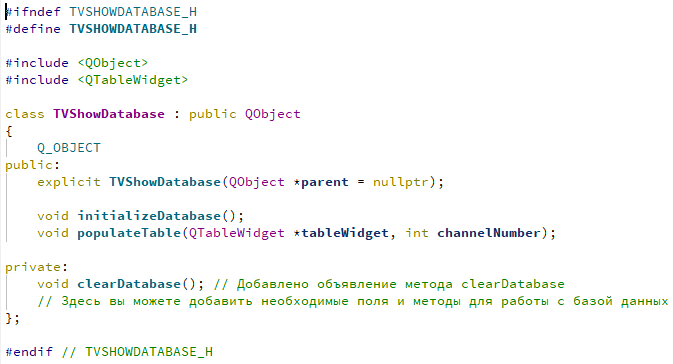 #ifndef TVSHOWDATABASE_H
#define TVSHOWDATABASE_H
#include <QObject>
#include <QTableWidget>
class TVShowDatabase : public QObject
{
Q_OBJECT
public:
explicit TVShowDatabase(QObject *parent = nullptr);
void initializeDatabase();
void populateTable(QTableWidget *tableWidget, int channelNumber);
private:
void clearDatabase(); // Добавлено объявление метода clearDatabase
// Здесь вы можете добавить необходимые поля и методы для работы с базой данных
};
#endif // TVSHOWDATABASE_H